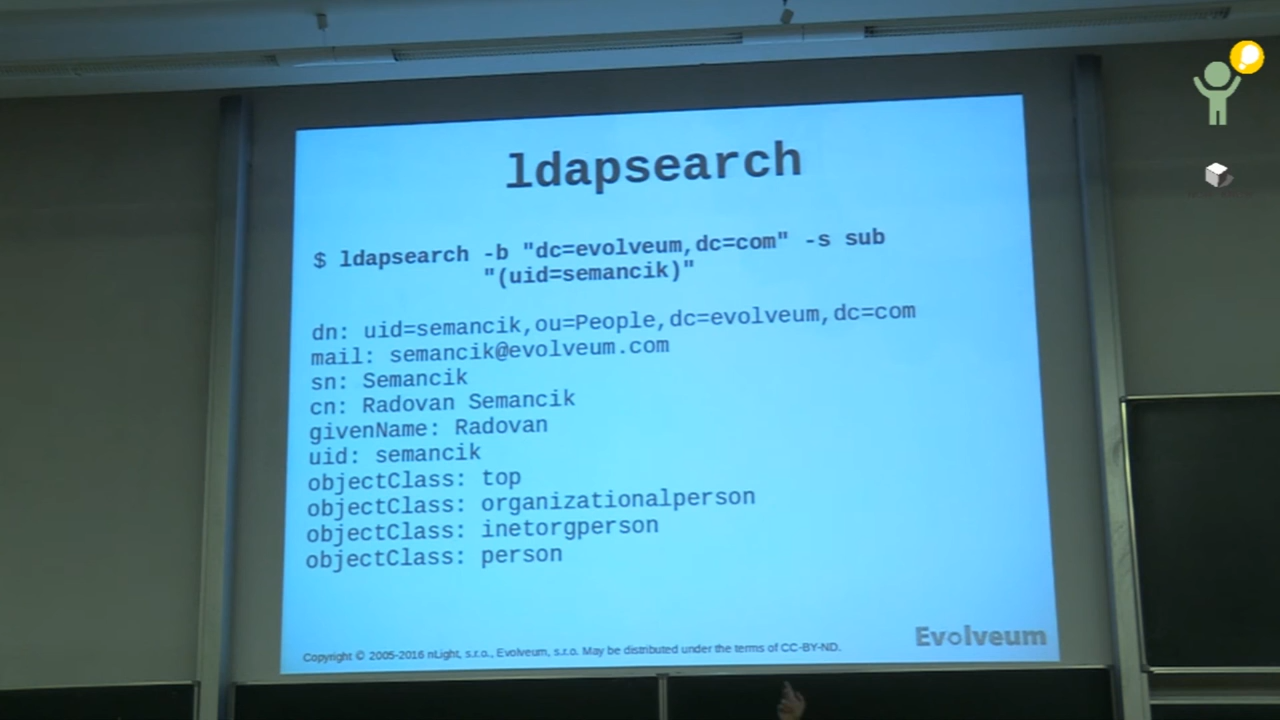 ldapsearch
$ ldapsearch -b "dc=evolveum,dc=com" -s sub
"(uid=semancik)"
dn: uid=semancik,ou=People,dc=evolveum,dc=com
mail: semancik@evolveum.com
sn: Semancik
cn: Radovan Semancik
givenName: Radovan
uid: semancik
objectClass: top
objectClass: organizationalperson
objectClass: inetorgperson
objectClass: person
Copyright © 2005-2016 nLight, s.r.o., Evolveum, s.r.o. May be distributed under the terms of CC-BY-ND.
Evolveum